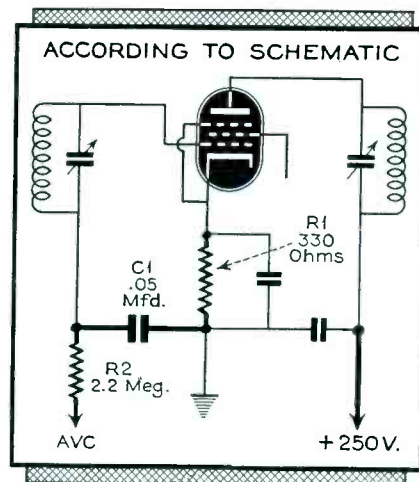 ACCORDING TO SCHEMATIC
R1
330
Ohms
C1
.05
Mfd.
R2
2.2 Meg.
AVC
+250V.